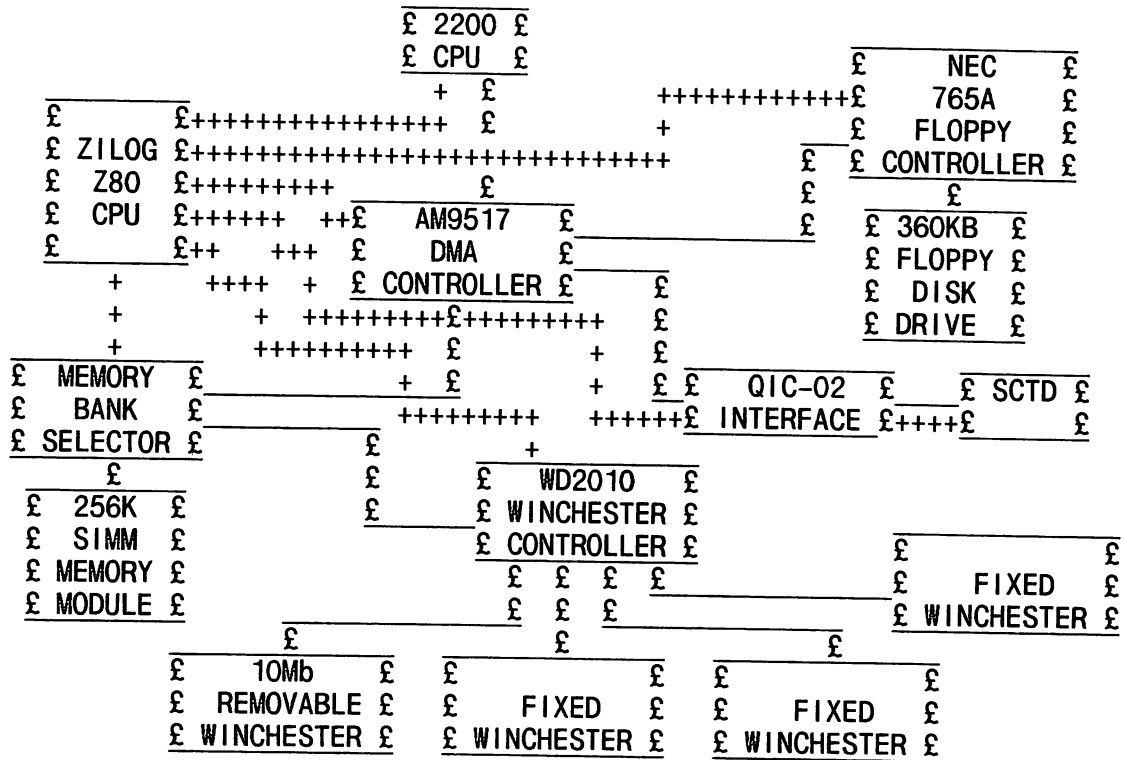 £ 2200 £
£ CPU £
£ NEC £
+ £ ++++++++++++£ 765A £
£ £++++++++++++++++ £ + £ FLOPPY £
£ ZILOG £+++++++++++++++++++++++++++++ £ £ CONTROLLER £
£ Z80 £+++++++++ £ £ £
£ CPU £++++++ ++£ AM9517 £ £ £ 360KB £
£ £++ +++ £ DMA £ £ FLOPPY £
+ ++++ + £ CONTROLLER £ £ £ DISK £
+ + +++++++++£+++++++++ £ £ DRIVE £
+ ++++++++++ £ + £
£ MEMORY £ + £ + £ £ QIC-02 £ £ SCTD £
£ BANK £ +++++++++ ++++++£ INTERFACE £++++£ £
£ SELECTOR £ £ +
£ £ £ WD2010 £
£ 256K £ £ £ WINCHESTER £
£ SIMM £ £ CONTROLLER £ £ £
£ MEMORY £ £ £ £ £ £ FIXED £
£ MODULE £ £ £ £ £ WINCHESTER £
£ £ £
£ 10Mb £ £ £ £ £
£ REMOVABLE £ £ FIXED £ £ FIXED £
£ WINCHESTER £ £ WINCHESTER £ £ WINCHESTER £